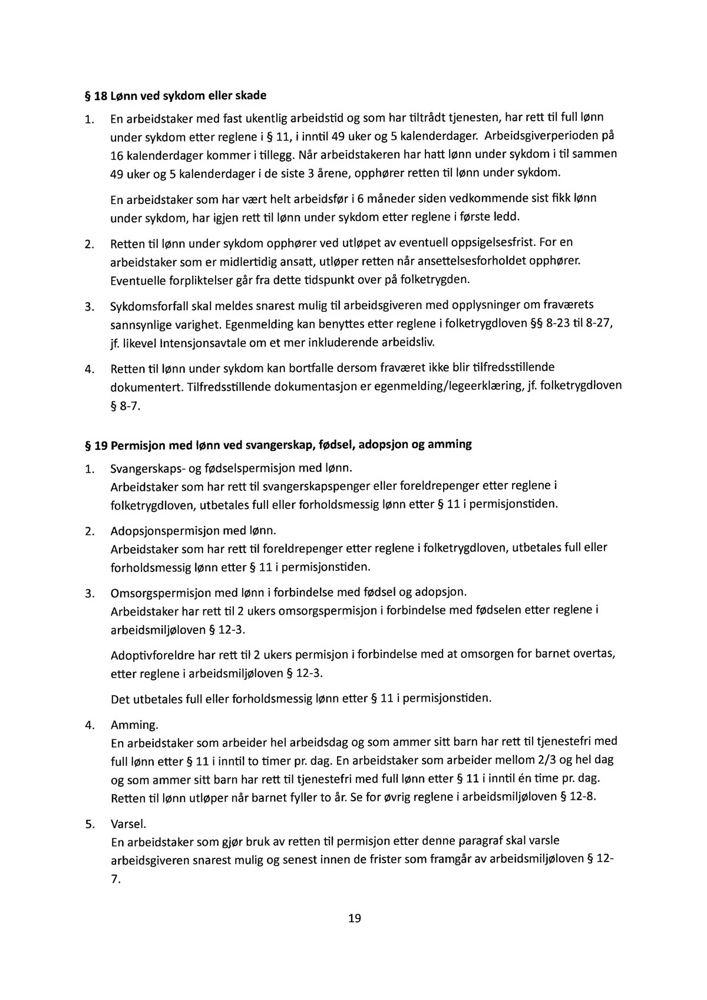 § 18 Lønn ved sykdom eller skade
1. En arbeidstaker med fast ukentlig arbeidstid og som har tiltrådt tjenesten, har rett til full lønn
under sykdom etter reglene i § 11, i inntil 49 uker og 5 kalenderdager. Arbeidsgiverperioden på
16 kalenderdager kommer i tillegg. Når arbeidstakeren har hatt lønn under sykdom i til sammen
49 uker og 5 kalenderdager i de siste 3 årene, opphører retten til lønn under sykdom.
En arbeidstaker som har vært helt arbeidsfør i 6 måneder siden vedkommende sist fikk lønn
under sykdom, har igjen rett til lønn under sykdom etter reglene i første ledd.
2. Retten til lønn under sykdom opphører ved utløpet av eventuell oppsigelsesfrist. For en
arbeidstaker som er midlertidig ansatt, utløper retten når ansettelsesforholdet opphører.
Eventuelle forpliktelser går fra dette tidspunkt over på folketrygden.
3. Sykdomsforfall skal meldes snarest mulig til arbeidsgiveren med opplysninger om fraværets
sannsynlige varighet. Egenmelding kan benyttes etter reglene i folketrygdloven §§ 8-23 til 8-27,
jf. likevel Intensjonsavtale om et mer inkluderende arbeidsliv.
4. Retten til lønn under sykdom kan bortfalle dersom fraværet ikke blir tilfredsstillende
dokumentert. Tilfredsstillende dokumentasjon er egenmelding/legeerklæring, jf. folketrygdloven
§ 8-7.
§ 19 Permisjon med lønn ved svangerskap, fødsel, adopsjon og amming
1. Svangerskaps- og fødselspermisjon med lønn.
Arbeidstaker som har rett til svangerskapspenger eller foreldrepenger etter reglene i
folketrygdloven, utbetales full eller forholdsmessig lønn etter § 11 i permisjonstiden.
2. Adopsjonspermisjon med lønn.
Arbeidstaker som har rett til foreldrepenger etter reglene i folketrygdloven, utbetales full eller
forholdsmessig lønn etter § 11 i permisjonstiden.
3. Omsorgspermisjon med lønn i forbindelse med fødsel og adopsjon.
Arbeidstaker har rett til 2 ukers omsorgspermisjon i forbindelse med fødselen etter reglene i
arbeidsmiljøloven § 12-3.
Adoptivforeldre har rett til 2 ukers permisjon i forbindelse med at omsorgen for barnet overtas,
etter reglene i arbeidsmiljøloven § 12-3.
Det utbetales full eller forholdsmessig lønn etter § 11 i permisjonstiden.
4. Amming.
En arbeidstaker som arbeider hel arbeidsdag og som ammer sitt barn har rett til tjenestefri med
full lønn etter § 11 i inntil to timer pr. dag. En arbeidstaker som arbeider mellom 2/3 og hel dag
og som ammer sitt barn har rett til tjenestefri med full lønn etter § 11 i inntil én time pr. dag.
Retten til lønn utløper når barnet fyller to år. Se for øvrig reglene i arbeidsmiljøloven § 12-8.
5. Varsel.
En arbeidstaker som gjør bruk av retten til permisjon etter denne paragraf skal varsle
arbeidsgiveren snarest mulig og senest innen de frister som framgår av arbeidsmiljøloven § 12-
7.
19